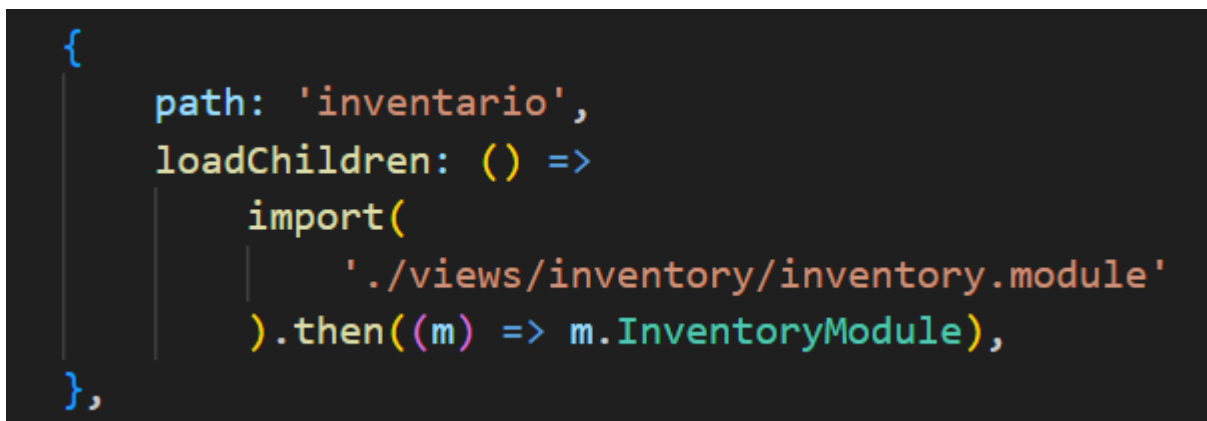 {
path: 'inventario',
loadChildren: () =>
import(
'./views/inventory/inventory.module'
).then((m) => m.InventoryModule),
},